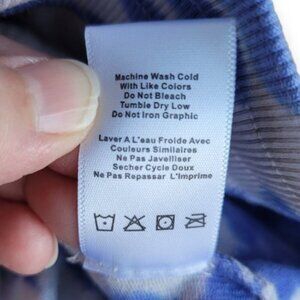 Machine Wash Cold
With Like Colors
Do Not Bleach
Tumble Dry Low
Do Not Iron Graphic
Laver A L'eau Froide Avec
Couleurs Similaires
Ne Pas Javelliser
Secher Cycle Doux
Ne Pas Repasser L'Imprime